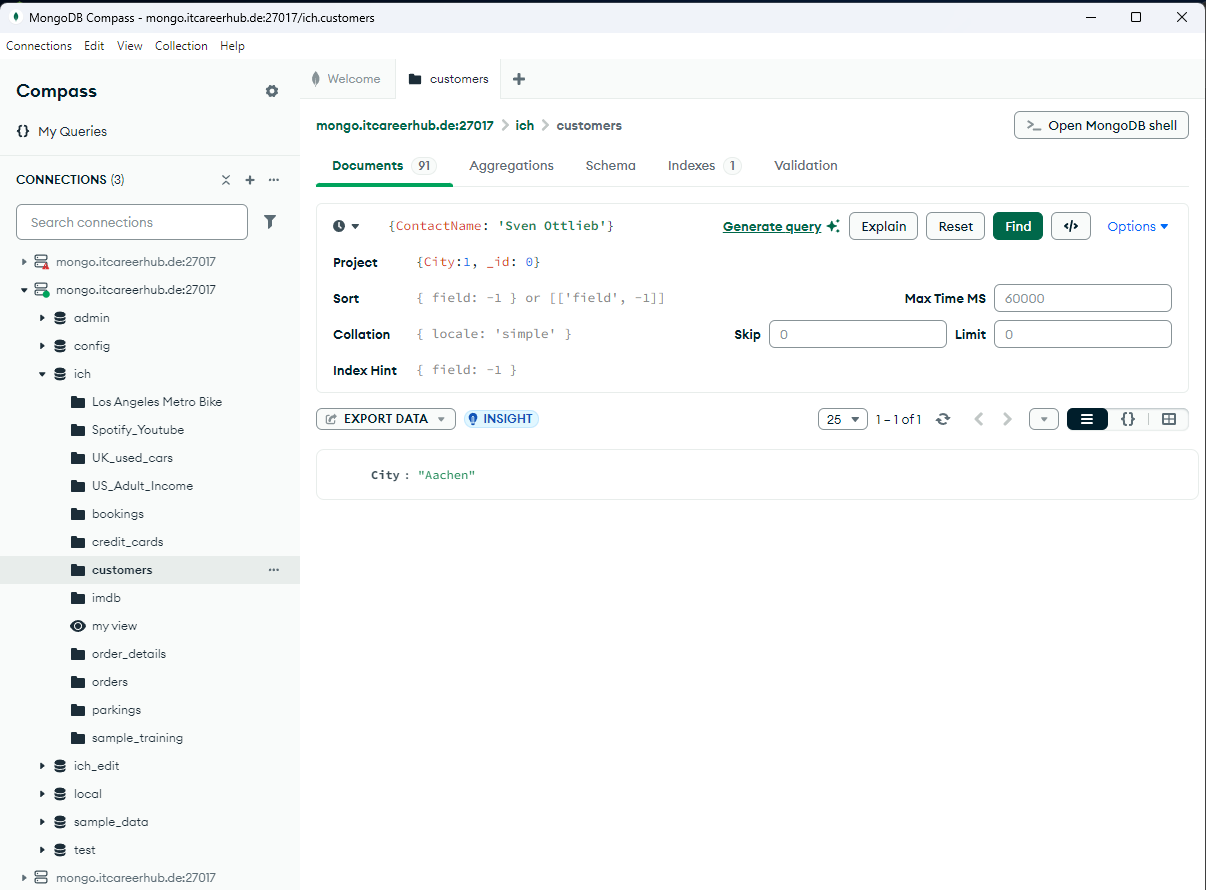 MongoDB Compass - mongo.itcareerhub.de:27017/ich.customers
Connections Edit View Collection Help
Compass
{} My Queries
CONNECTIONS (3)
Search connections
mongo.itcareerhub.de:27017
mongo.itcareerhub.de:27017
admin
config
ich
Los Angeles Metro Bike
Spotify_Youtube
UK_used_cars
US_Adult_Income
bookings
credit_cards
customers
imdb
my view
order_details
orders
parkings
sample_training
ich_edit
local
sample_data
test
mongo.itcareerhub.de:27017
Welcome customers
mongo.itcareerhub.de:27017 > ich > customers Open MongoDB shell
Documents 91 Aggregations Schema Indexes 1 Validation
{ContactName: 'Sven Ottlieb'} Generate query Explain Reset Find </> Options
Project {City:1, _id: 0}
Sort { field: -1 } or [['field', -1]] Max Time MS 60000
Collation { locale: 'simple' } Skip 0 Limit 0
Index Hint { field: -1 }
EXPORT DATA INSIGHT 25 1 – 1 of 1 {}
City : "Aachen"